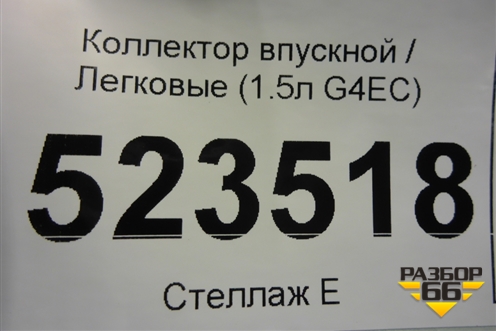 Коллектор впускной /
Легковые (1.5л G4EC)
523518
Стеллаж Е
РАЗБОР
66